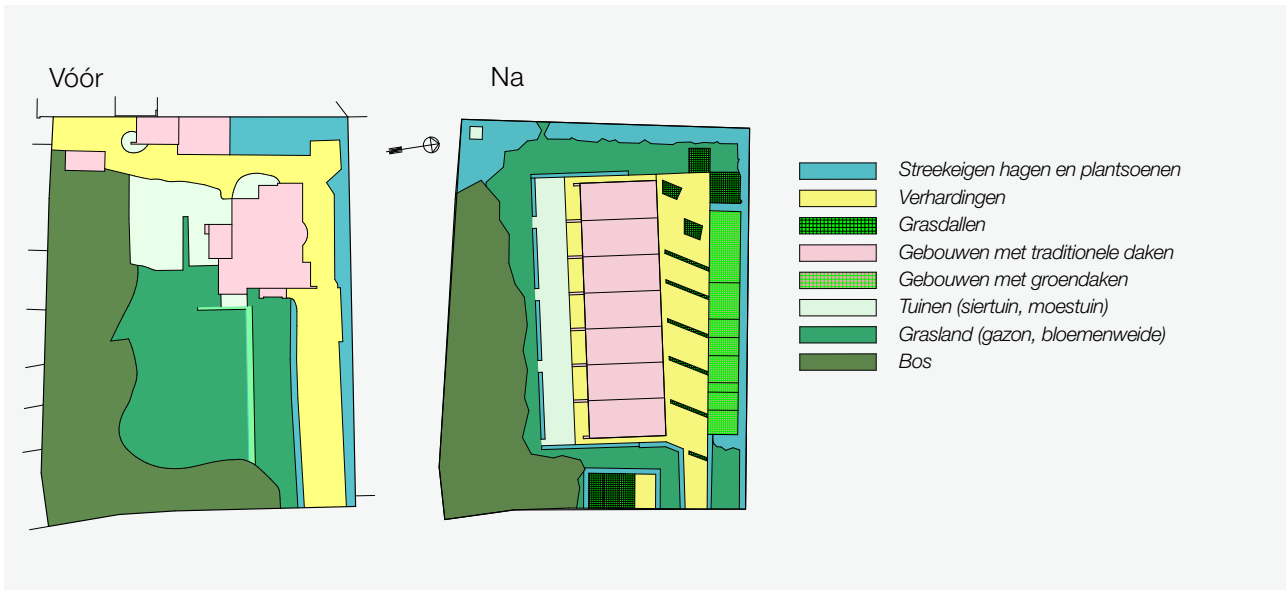 Vóór
Na
Streekeigen hagen en plantsoenen
Verhardingen
Grasdallen
Gebouwen met traditionele daken
Gebouwen met groendaken
Tuinen (siertuin, moestuin)
Grasland (gazon, bloemenweide)
Bos